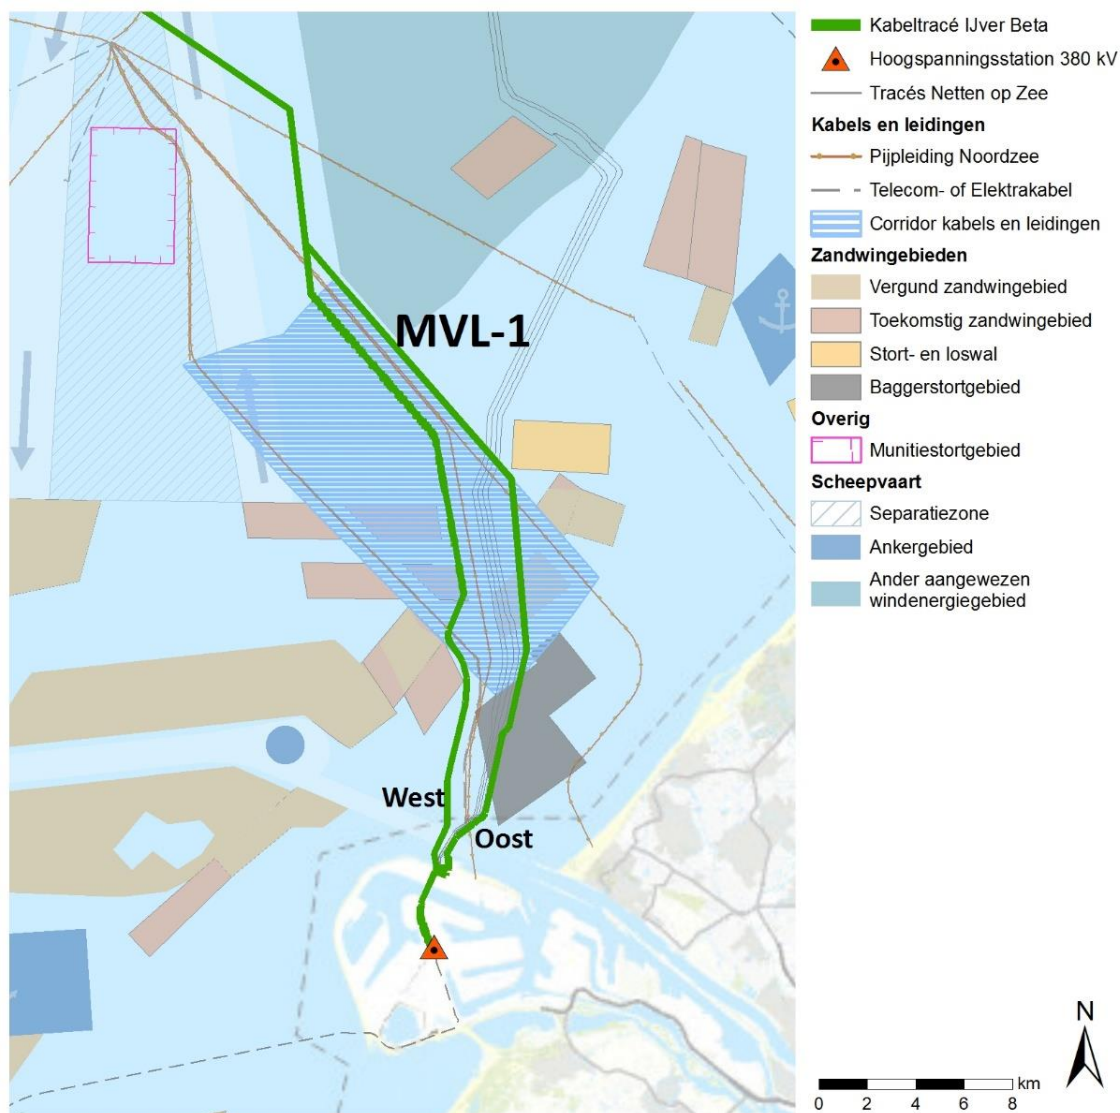 MVL-1
West
Oost
Kabeltracé IJver Beta
Hoogspanningsstation 380 kV
Tracés Netten op Zee
Kabels en leidingen
Pijpleiding Noordzee
Telecom- of Elektrakabel
Corridor kabels en leidingen
Zandwingebieden
Vergund zandwingebied
Toekomstig zandwingebied
Stort- en loswal
Baggerstortgebied
Overig
Munitiestortgebied
Scheepvaart
Separatiezone
Ankergebied
Ander aangewezen
windenergiegebied
N
km
0 2 4 6 8